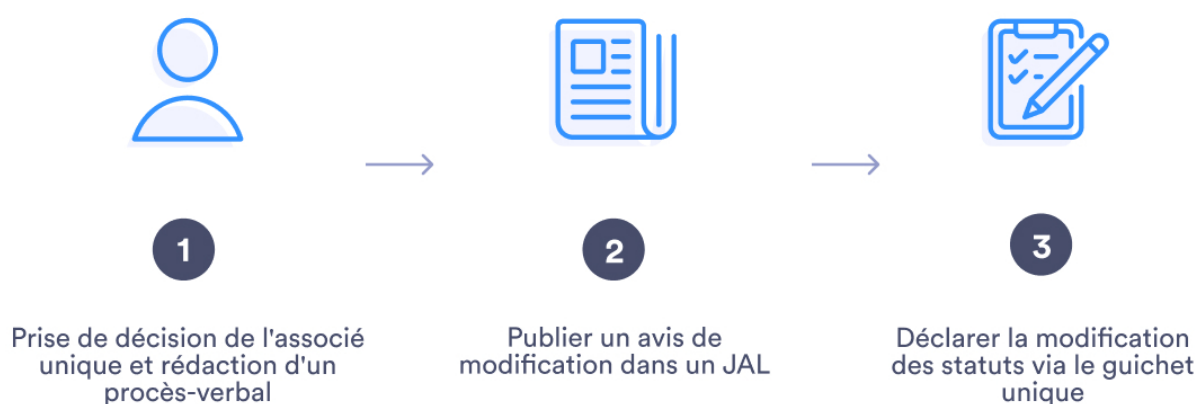 1
Prise de décision de l'associé
unique et rédaction d'un
procès-verbal
2
Publier un avis de
modification dans un JAL
3
Déclarer la modification
des statuts via le guichet
unique